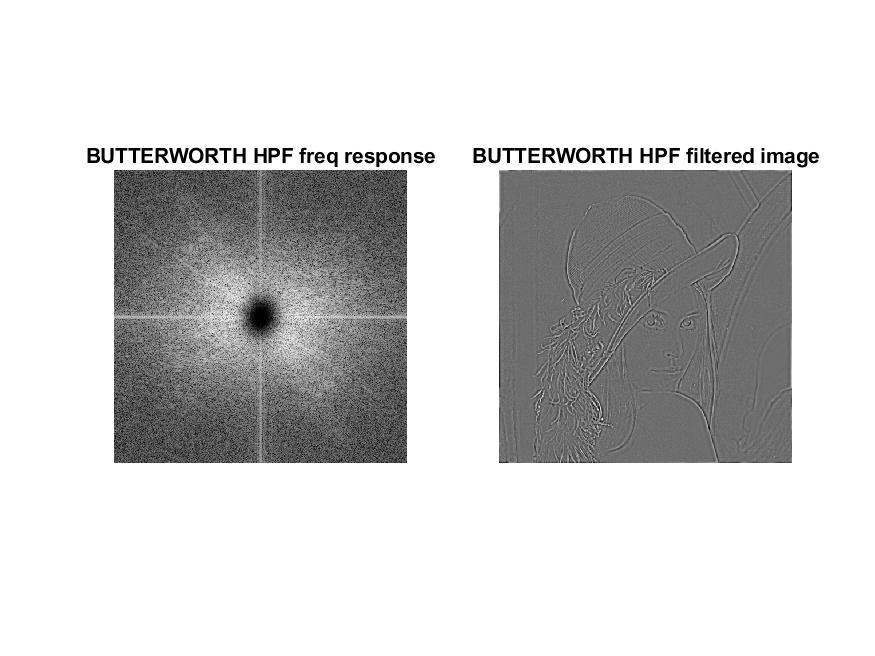 BUTTERWORTH HPF freq response
BUTTERWORTH HPF filtered image